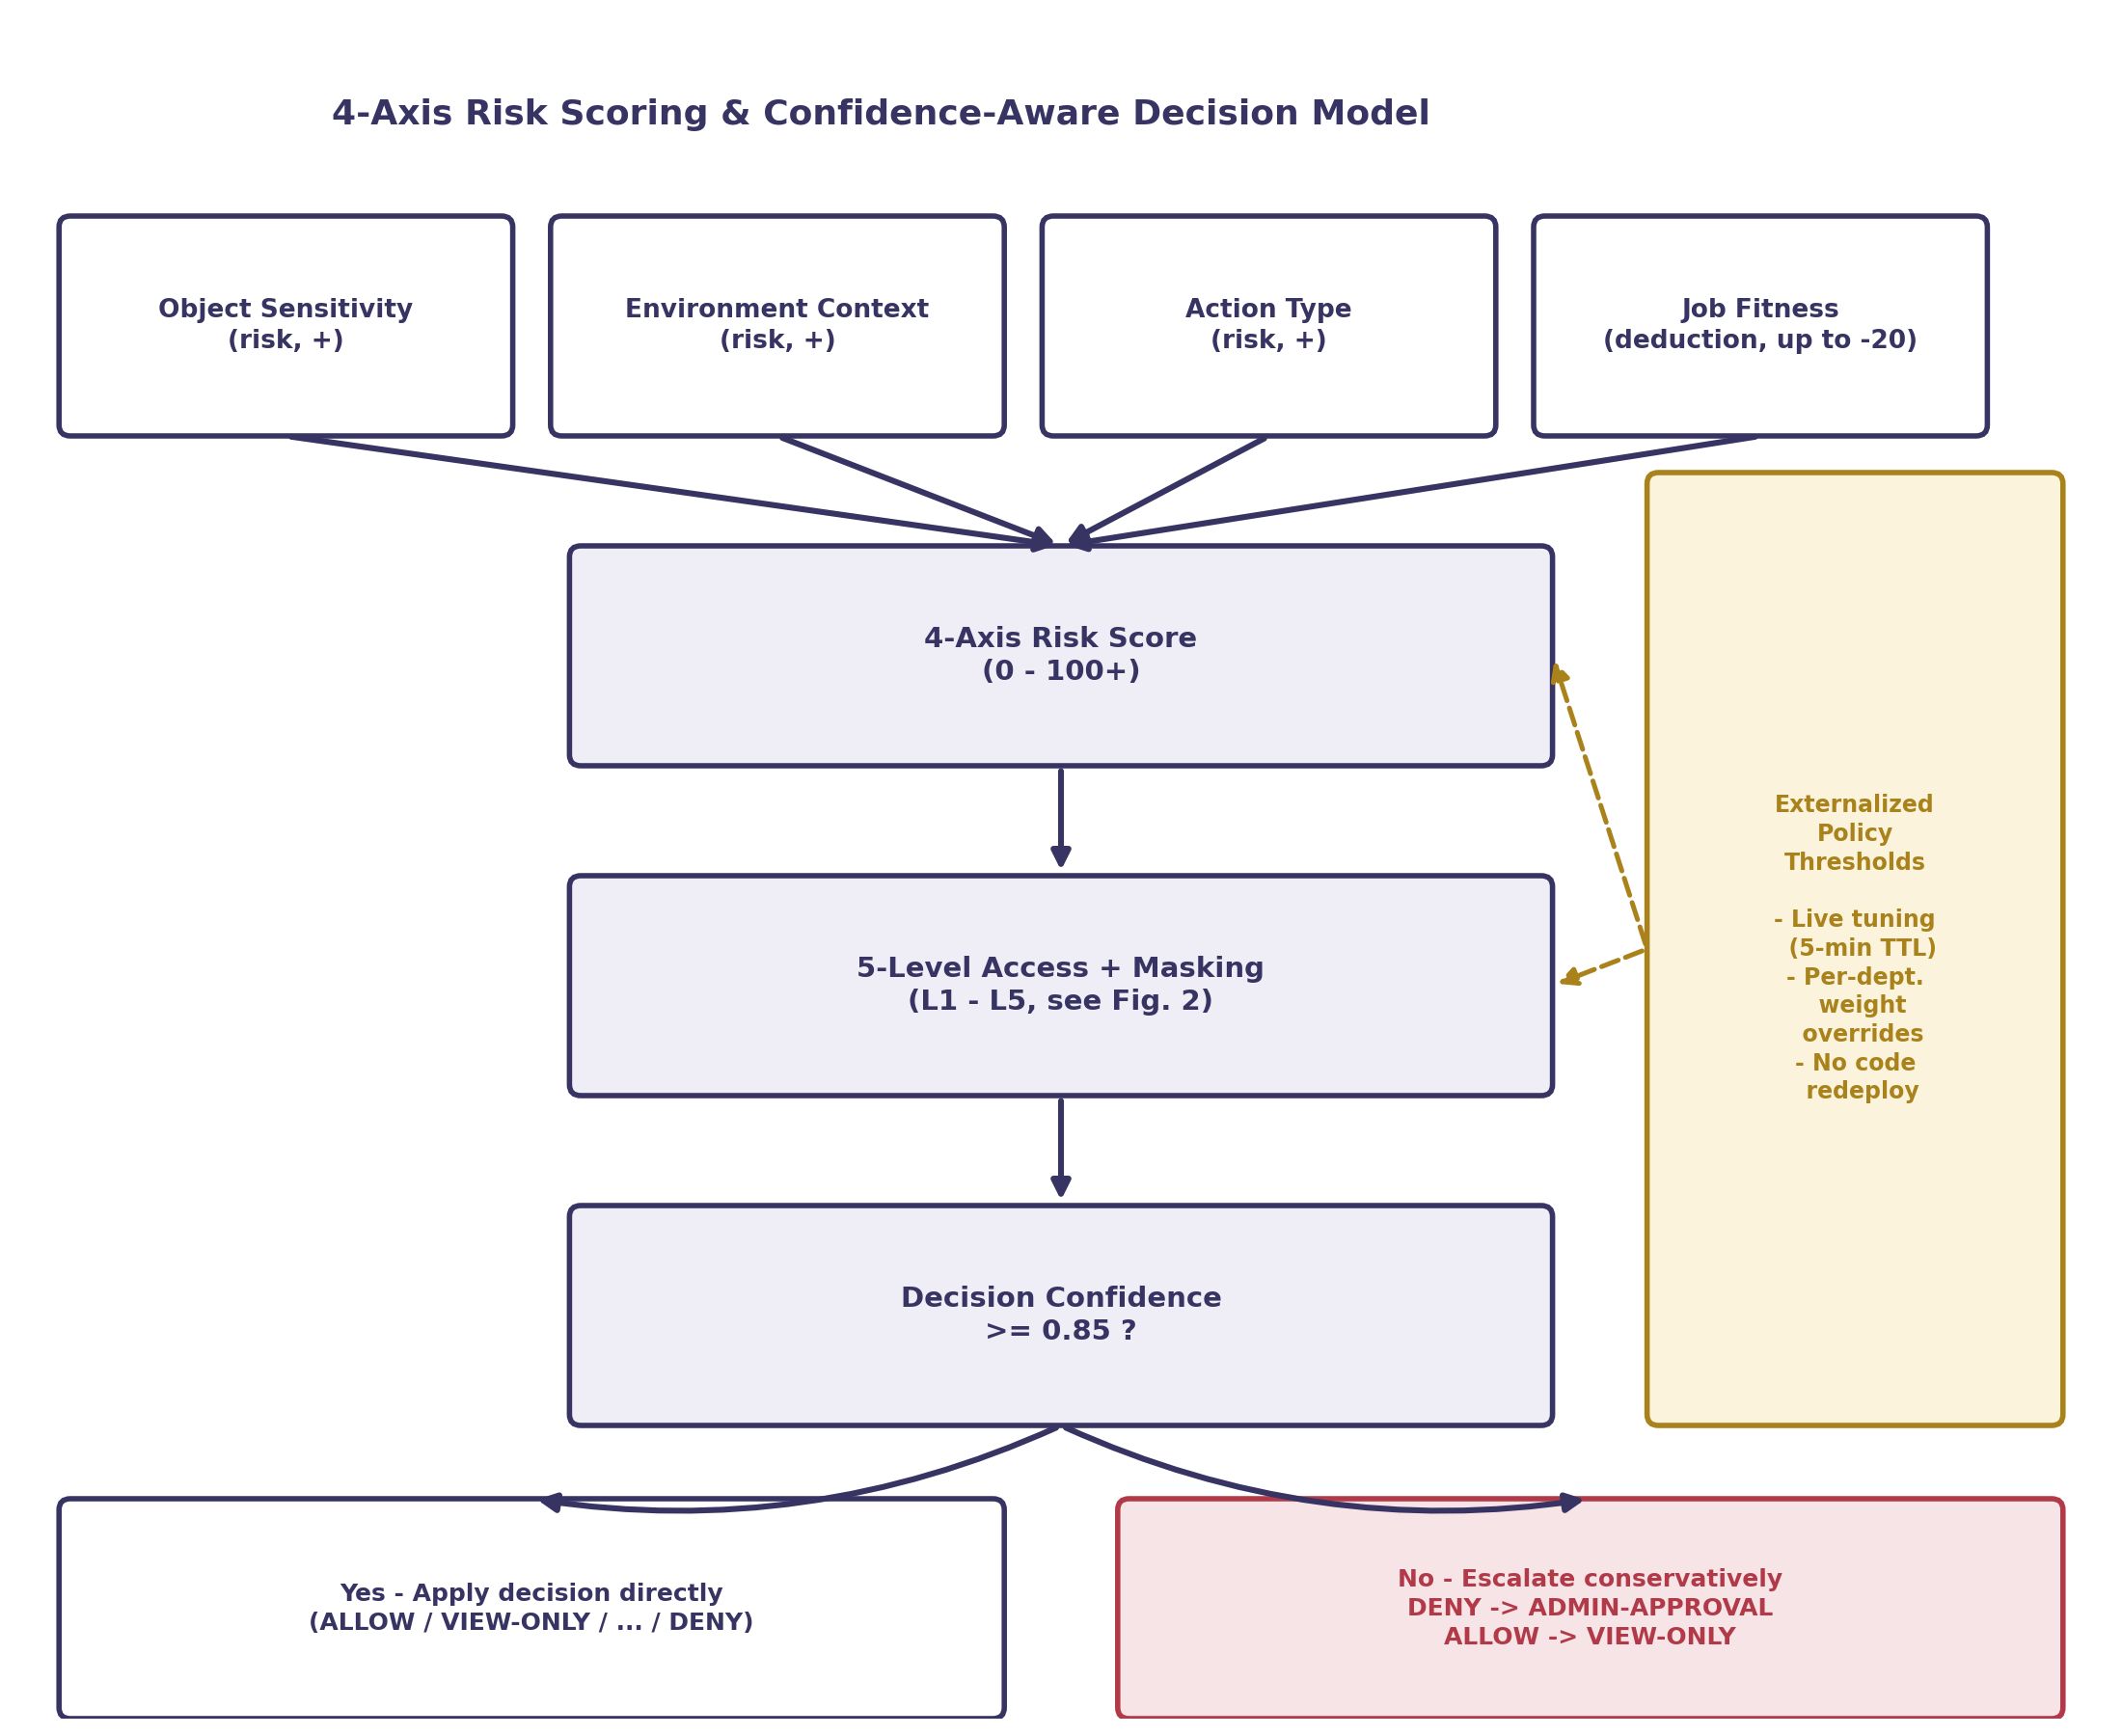 4-Axis Risk Scoring & Confidence-Aware Decision Model
Object Sensitivity
(risk, +)
Environment Context
(risk, +)
Action Type
(risk, +)
Job Fitness
(deduction, up to -20)
4-Axis Risk Score
(0 - 100+)
5-Level Access + Masking
(L1 - L5, see Fig. 2)
Decision Confidence
>= 0.85 ?
Externalized
Policy
Thresholds
- Live tuning
(5-min TTL)
- Per-dept.
weight
overrides
- No code
redeploy
Yes - Apply decision directly
(ALLOW / VIEW-ONLY / ... / DENY)
No - Escalate conservatively
DENY -> ADMIN-APPROVAL
ALLOW -> VIEW-ONLY